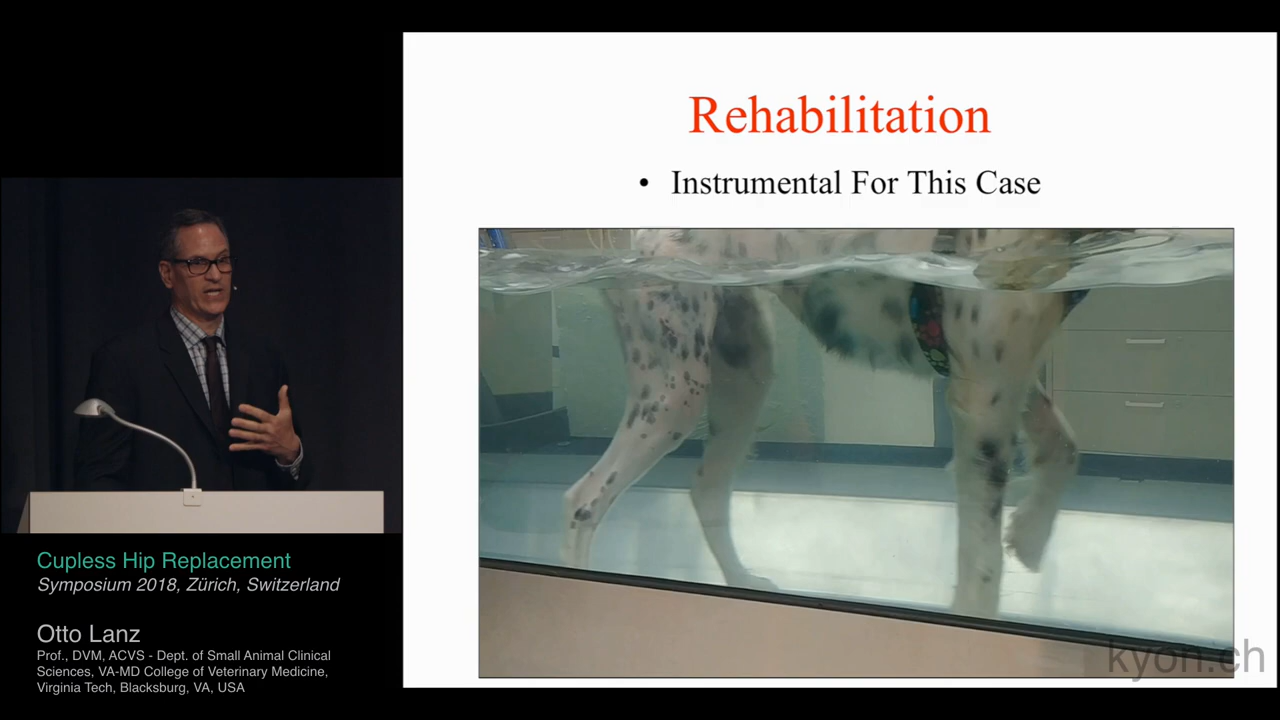 Rehabilitation
• Instrumental For This Case
kyon.ch
Cupless Hip Replacement
Symposium 2018, Zürich, Switzerland
Otto Lanz
Prof., DVM, ACVS - Dept. of Small Animal Clinical
Sciences, VA-MD College of Veterinary Medicine,
Virginia Tech, Blacksburg, VA, USA